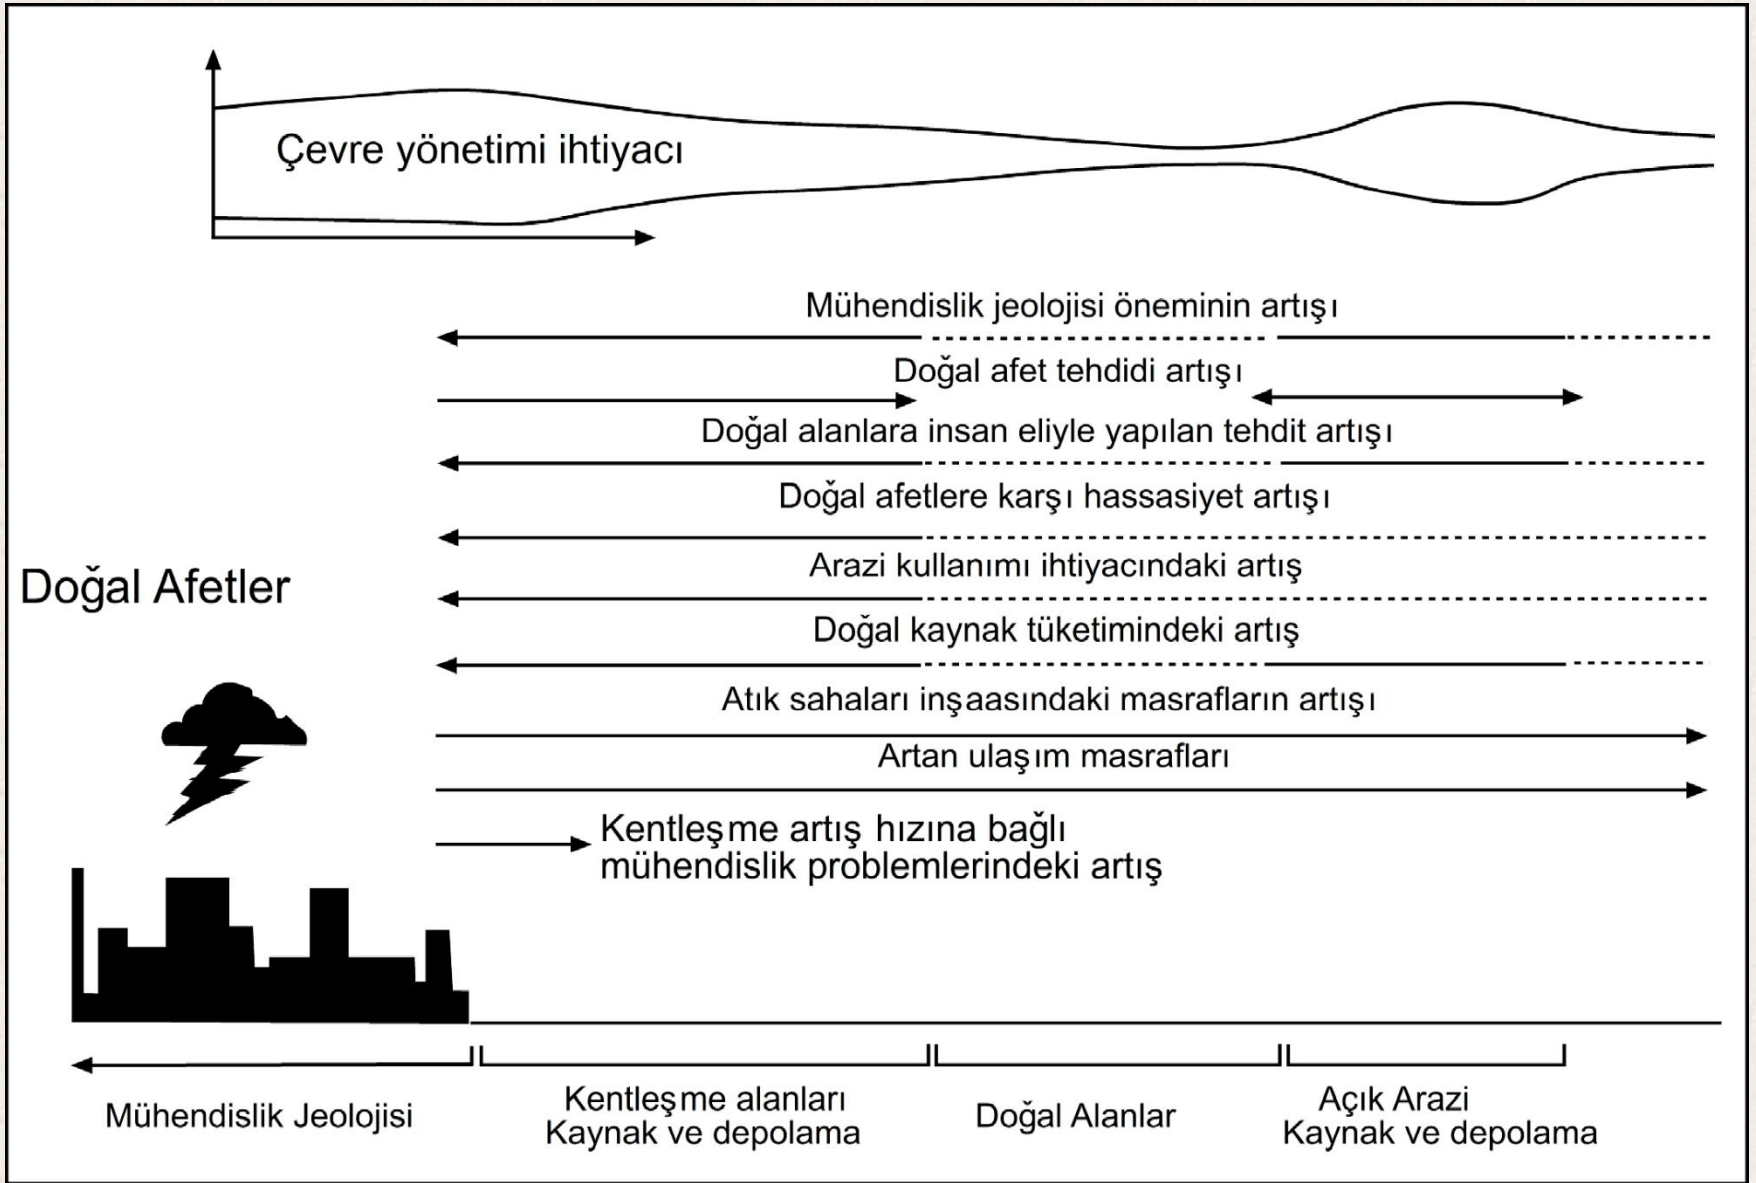 Çevre yönetimi ihtiyacı
Mühendislik jeolojisi öneminin artışı
Doğal afet tehdidi artışı
Doğal alanlara insan eliyle yapılan tehdit artışı
Doğal afetlere karşı hassasiyet artışı
Arazi kullanımı ihtiyacındaki artış
Doğal Afetler
Doğal kaynak tüketimindeki artış
Atık sahaları inşaasındaki masrafların artışı
Artan ulaşım masrafları
Kentleşme artış hızına bağlı
mühendislik problemlerindeki artış
Mühendislik Jeolojisi
Kentleşme alanları
Kaynak ve depolama
Doğal Alanlar
Açık Arazi
Kaynak ve depolama